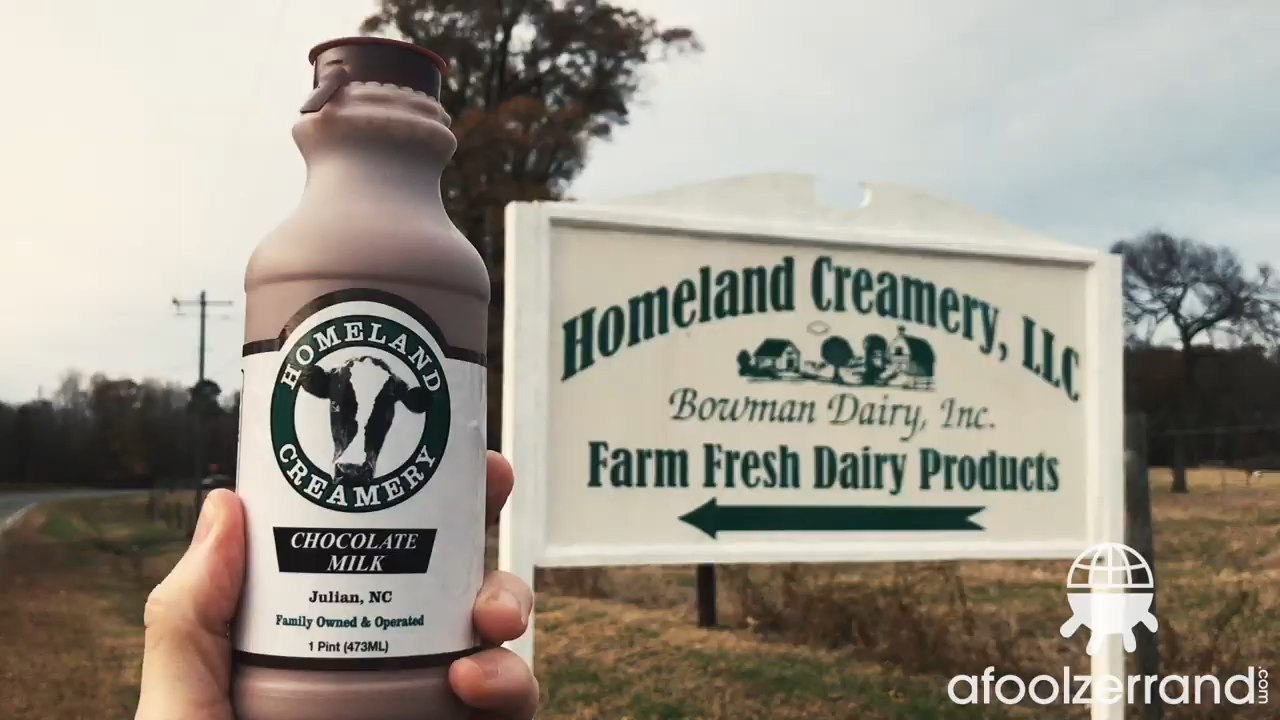 HOMELAND
CREAMERY
CHOCOLATE
MILK
Julian, NC
Family Owned & Operated
1 Pint (473ML)
Homeland Creamery, LLC
Bowman Dairy, Inc.
Farm Fresh Dairy Products
afoolzerrand.com